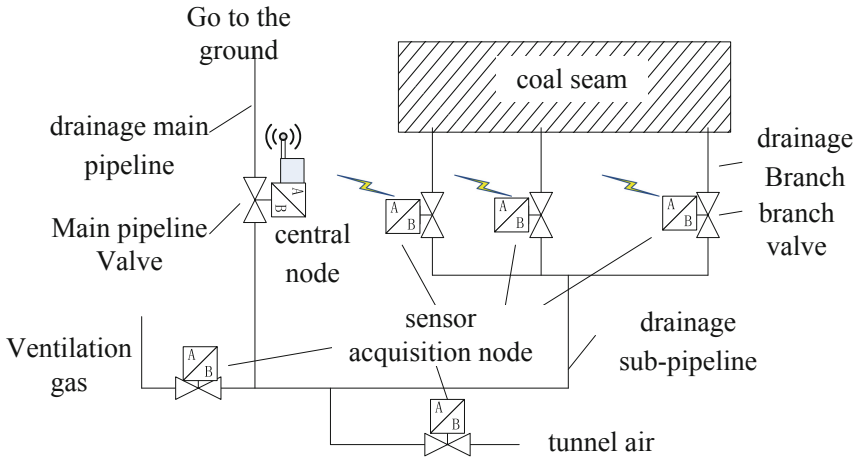 Go to the
ground
coal seam
drainage main
pipeline
drainage
Branch
branch
valve
A
B
A
B
A
B
A
B
Main pipeline
Valve
central
node
sensor
acquisition node
drainage
sub-pipeline
Ventilation
gas
A
B
A
B
tunnel air